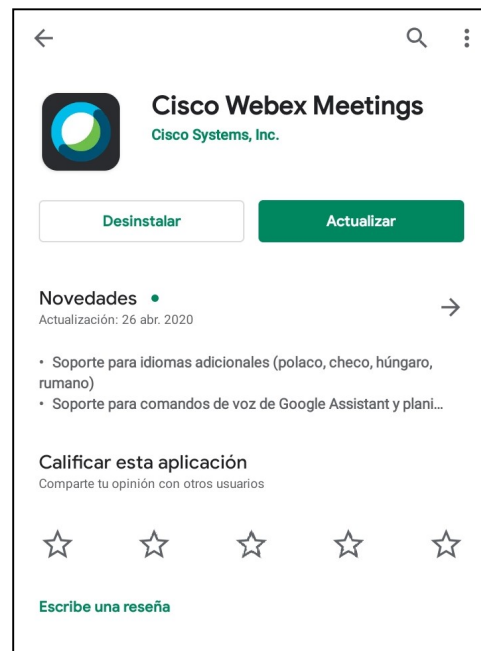 Cisco Webex Meetings
Cisco Systems, Inc.
Desinstalar
Actualizar
Novedades
Actualización: 26 abr. 2020
• Soporte para idiomas adicionales (polaco, checo, húngaro,
rumano)
• Soporte para comandos de voz de Google Assistant y plani...
Calificar esta aplicación
Comparte tu opinión con otros usuarios
Escribe una reseña